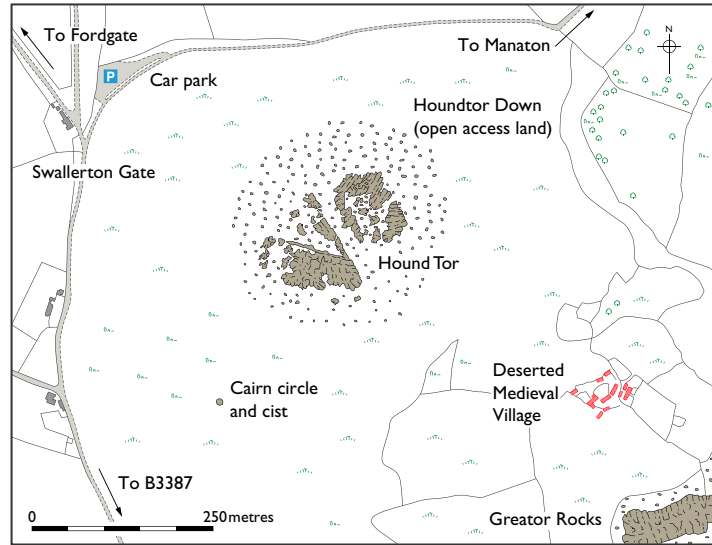 To Fordgate
P
Car park
To Manaton
N
Houndtor Down
(open access land)
Swallerton Gate
Hound Tor
Deserted
Medieval
Village
Cairn circle
and cist
To B3387
0 250 metres
Greator Rocks